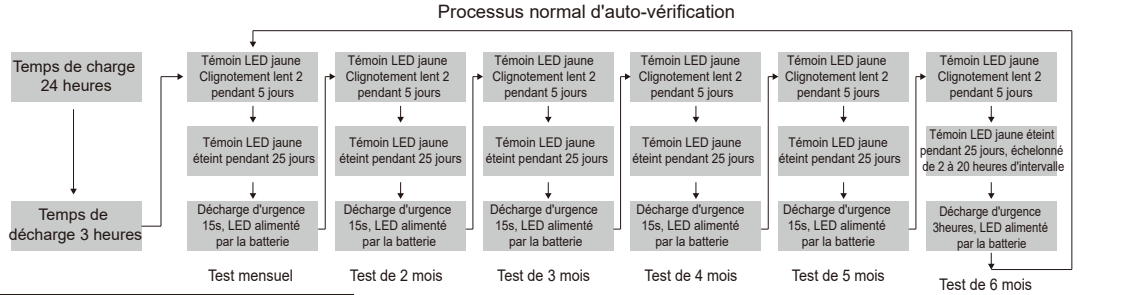 Processus normal d'auto-vérification
Temps de charge
24 heures
Temps de
décharge 3 heures
Témoin LED jaune
Clignotement lent 2
pendant 5 jours
Témoin LED jaune
éteint pendant 25 jours
Décharge d'urgence
15s, LED alimenté
par la batterie
Test mensuel
Témoin LED jaune
Clignotement lent 2
pendant 5 jours
Témoin LED jaune
éteint pendant 25 jours
Décharge d'urgence
15s, LED alimenté
par la batterie
Test de 2 mois
Témoin LED jaune
Clignotement lent 2
pendant 5 jours
Témoin LED jaune
éteint pendant 25 jours
Décharge d'urgence
15s, LED alimenté
par la batterie
Test de 3 mois
Témoin LED jaune
Clignotement lent 2
pendant 5 jours
Témoin LED jaune
éteint pendant 25 jours
Décharge d'urgence
15s, LED alimenté
par la batterie
Test de 4 mois
Témoin LED jaune
Clignotement lent 2
pendant 5 jours
Témoin LED jaune
éteint pendant 25 jours
Décharge d'urgence
15s, LED alimenté
par la batterie
Test de 5 mois
Témoin LED jaune
Clignotement lent 2
pendant 5 jours
Témoin LED jaune éteint
pendant 25 jours, échelonné
de 2 à 20 heures d'intervalle
Décharge d'urgence
3heures, LED alimenté
par la batterie
Test de 6 mois